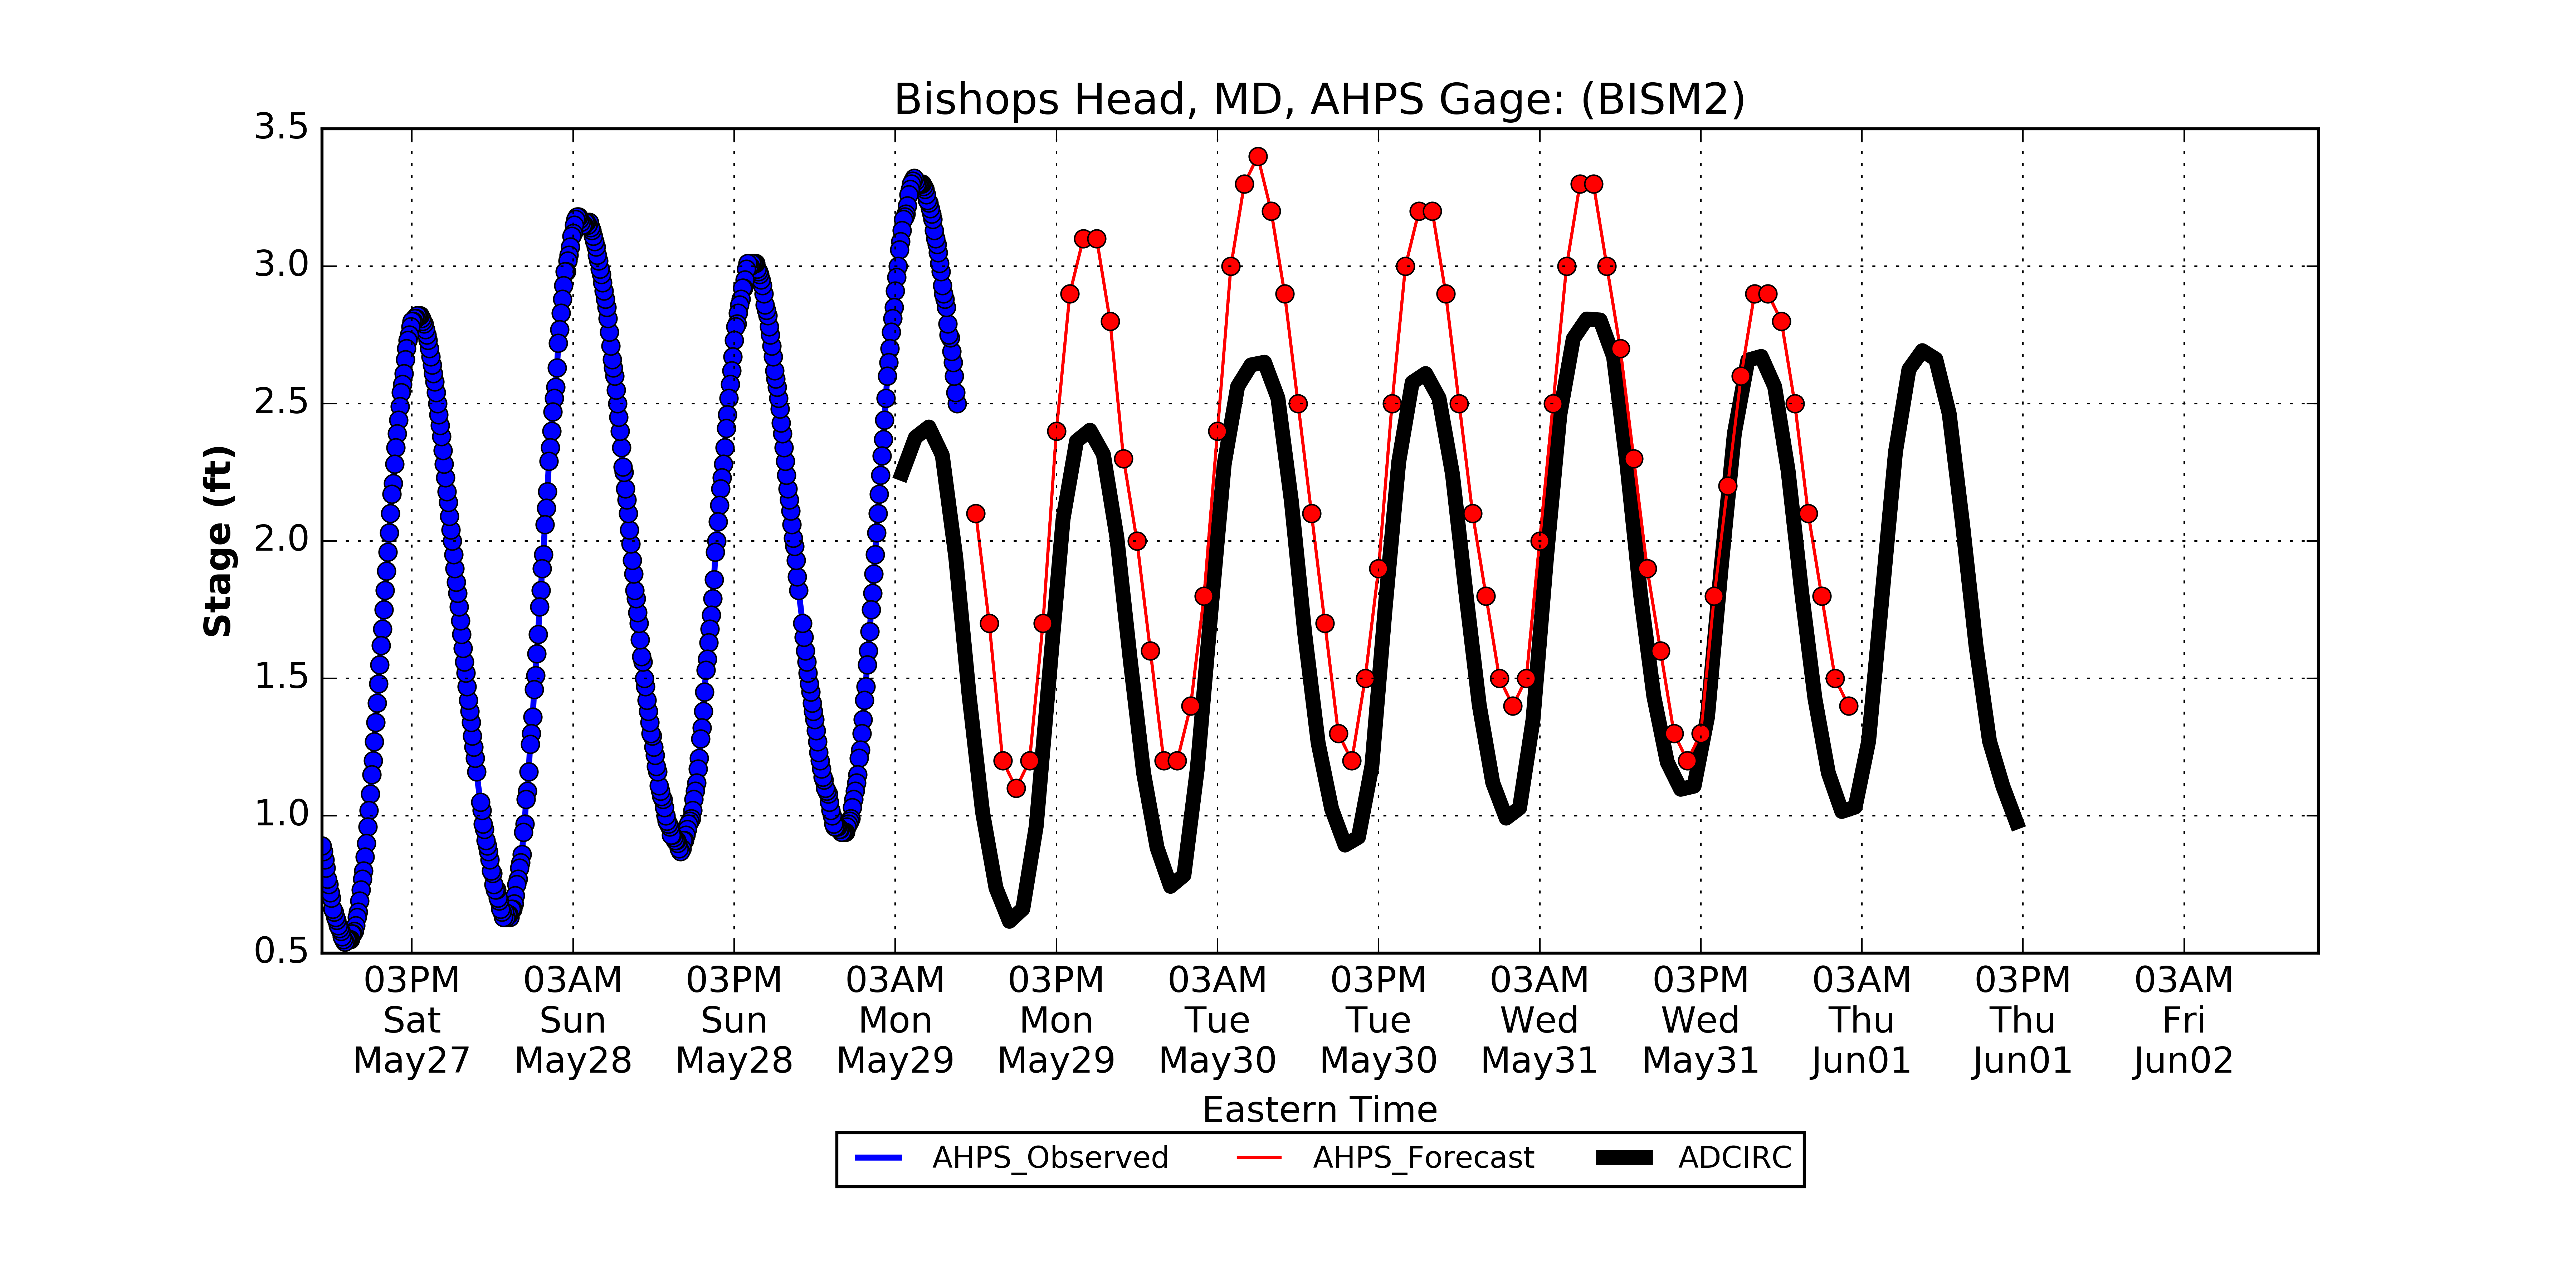 Bishops Head, MD, AHPS Gage: (BISM2)
3.5
3.0
2.5
2.0
1.5
1.0
0.5
Stage (ft)
03PM 03AM 03PM 03AM 03PM 03AM 03PM 03AM 03PM 03AM 03PM 03AM
Sat Sun Sun Mon Mon Tue Tue Wed Wed Thu Thu Fri
May27 May28 May28 May29 May29 May30 May30 May31 May31 Jun01 Jun01 Jun02
Eastern Time
AHPS_Observed AHPS_Forecast ADCIRC